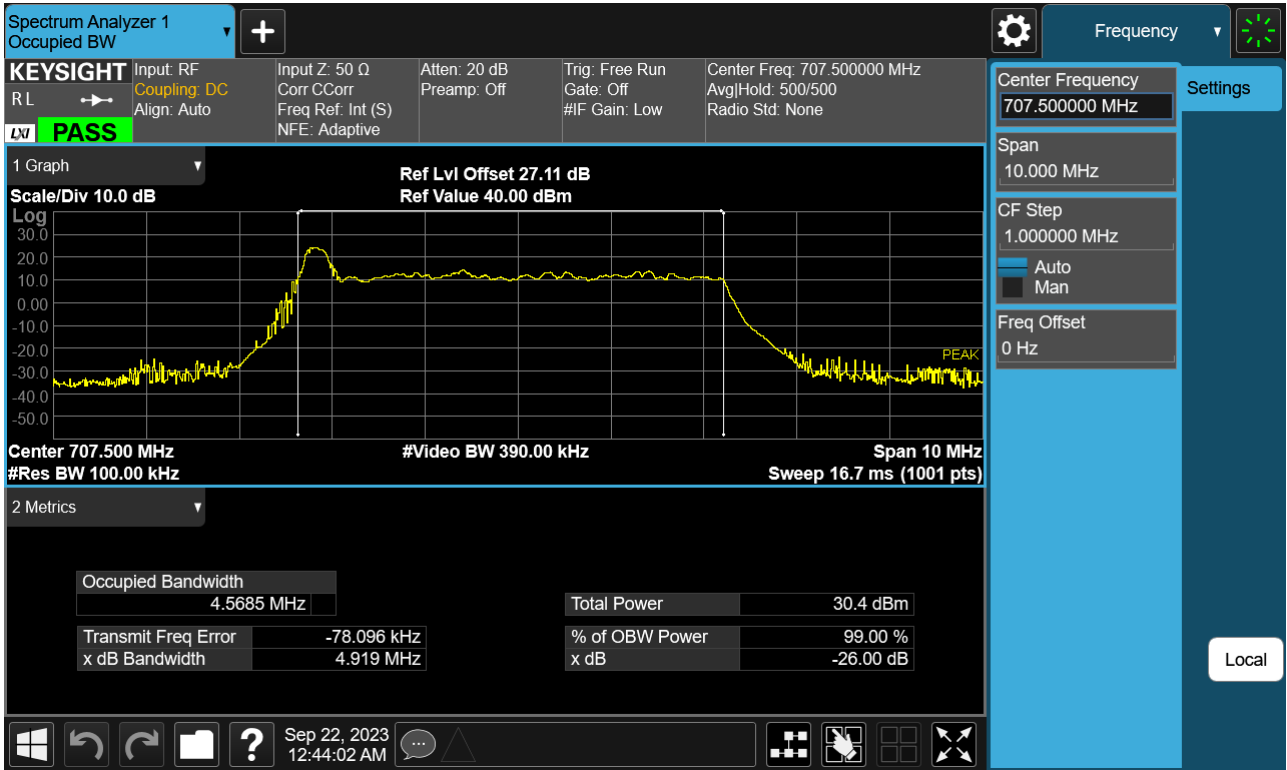 Spectrum Analyzer 1
Occupied BW
Frequency
KEYSIGHT
R L
LXI PASS
Input: RF
Coupling: DC
Align: Auto
Input Z: 50 Ω
Corr CCorr
Freq Ref: Int (S)
NFE: Adaptive
Atten: 20 dB
Preamp: Off
Trig: Free Run
Gate: Off
#IF Gain: Low
Center Freq: 707.500000 MHz
Avg|Hold: 500/500
Radio Std: None
Center Frequency
707.500000 MHz
Settings
Span
10.000 MHz
CF Step
1.000000 MHz
Auto
Man
Freq Offset
0 Hz
Local
1 Graph
Scale/Div 10.0 dB
Ref Lvl Offset 27.11 dB
Ref Value 40.00 dBm
Log
30.0
20.0
10.0
0.00
-10.0
-20.0
-30.0
-40.0
-50.0
PEAK
Center 707.500 MHz
#Video BW 390.00 kHz
Span 10 MHz
#Res BW 100.00 kHz
Sweep 16.7 ms (1001 pts)
2 Metrics
Occupied Bandwidth
4.5685 MHz
Total Power 30.4 dBm
Transmit Freq Error -78.096 kHz
% of OBW Power 99.00 %
x dB Bandwidth 4.919 MHz
x dB -26.00 dB
?
Sep 22, 2023
12:44:02 AM